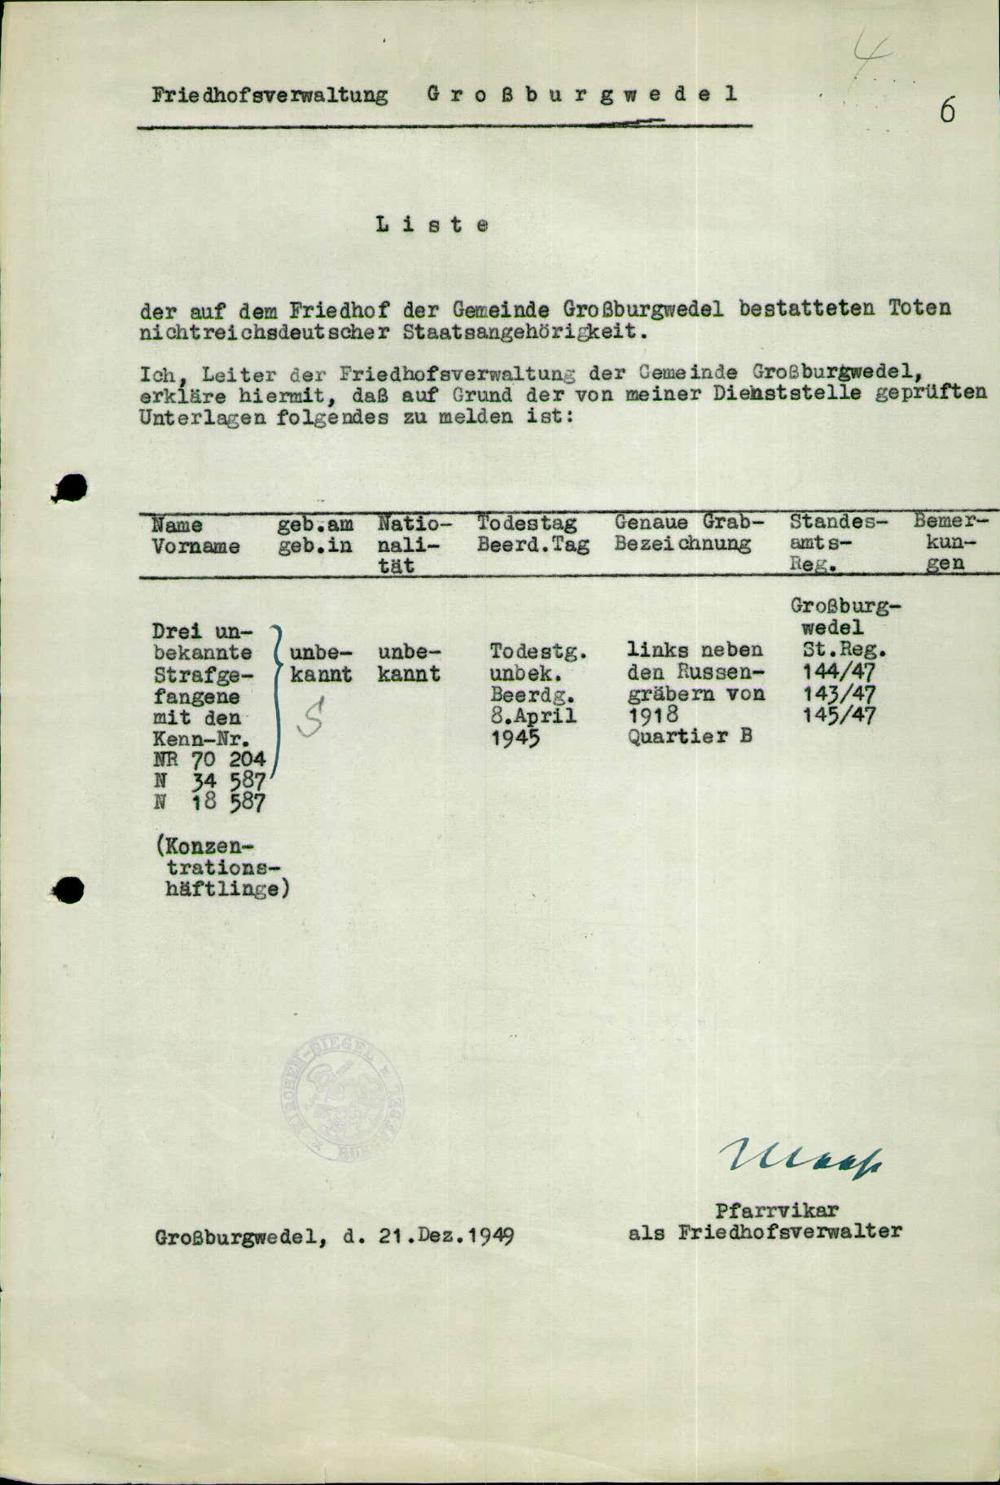 4
Friedhofsverwaltung Großburgwedel
6
Liste
der auf dem Friedhof der Gemeinde Großburgwedel bestatteten Toten
nichtreichsdeutscher Staatsangehörigkeit.
Ich, Leiter der Friedhofsverwaltung der Gemeinde Großburgwedel,
erkläre hiermit, daß auf Grund der von meiner Dienststelle geprüften
Unterlagen folgendes zu melden ist:
Name geb.am Natio- Todestag Genaue Grab- Standes- Bemer-
Vorname geb.in nali- Beerd.Tag Bezeichnung amts- kun-
tät Reg. gen
Großburg-
Drei un- wedel
bekannte unbe- unbe- Todestg. links neben St.Reg.
Strafge- kannt kannt unbek. den Russen- 144/47
fangene Beerdg. gräbern von 143/47
mit den S 8.April 1918 145/47
Kenn-Nr. 1945 Quartier B
NR 70 204
N 34 587
N 18 587
(Konzen-
trations-
häftlinge)
KIRCHEN-SIEGEL
Pfarrvikar
Großburgwedel, d. 21.Dez.1949 als Friedhofsverwalter